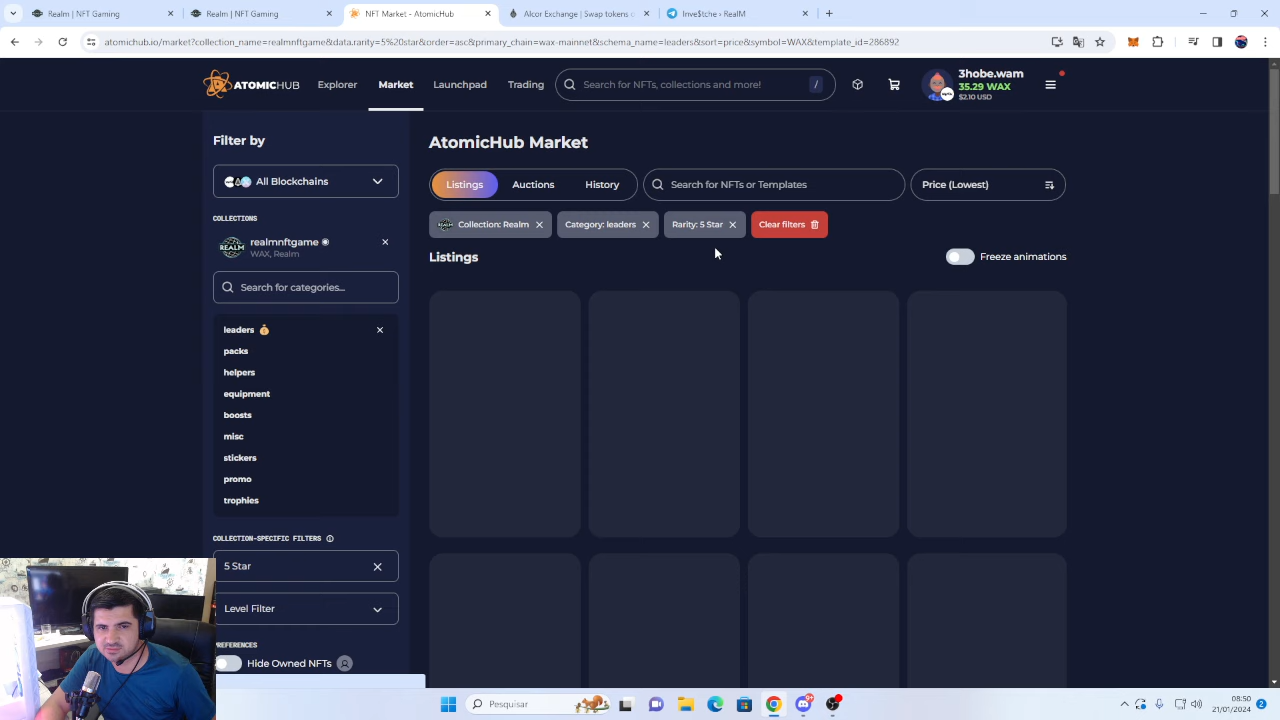 Realm | NFT Gaming
Realm | NFT Gaming
NFT Market - AtomicHub
Alcor Exchange | Swap tokens o
Inve$tche › RealM
atomichub.io/market?collection_name=realmnftgame&data:rarity=5%20star&order=asc&primary_chain=wax-mainnet&schema_name=leaders&sort=price&symbol=WAX&template_id=286892
ATOMICHUB
Explorer
Market
Launchpad
Trading
Search for NFTs, collections and more!
/
3hobe.wam
35.29 WAX
$2.10 USD
Filter by
All Blockchains
COLLECTIONS
realmnftgame
WAX, Realm
Search for categories...
leaders
packs
helpers
equipment
boosts
misc
stickers
promo
trophies
COLLECTION-SPECIFIC FILTERS
5 Star
Level Filter
PREFERENCES
Hide Owned NFTs
AtomicHub Market
Listings
Auctions
History
Search for NFTs or Templates
Price (Lowest)
Collection: Realm
Category: leaders
Rarity: 5 Star
Clear filters
Listings
Freeze animations
Pesquisar
08:50
21/01/2024
2